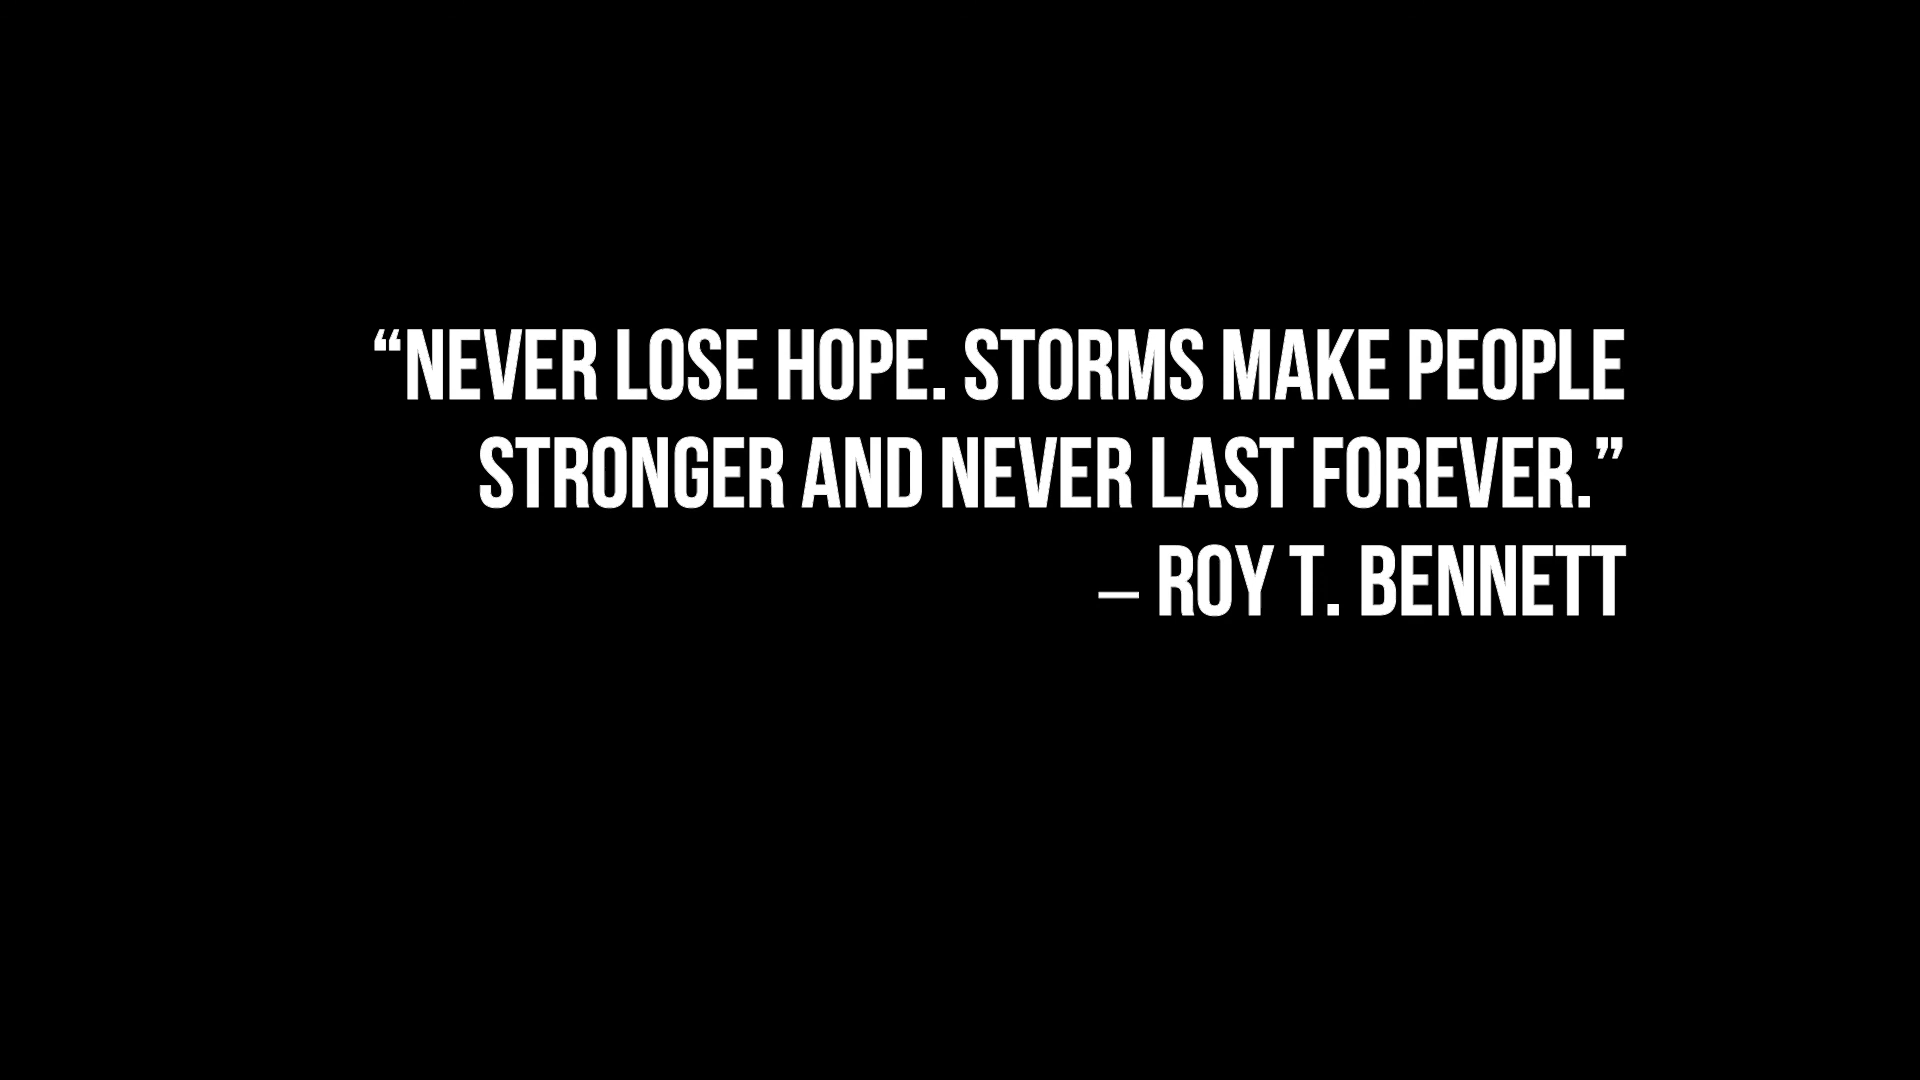 “NEVER LOSE HOPE. STORMS MAKE PEOPLE
STRONGER AND NEVER LAST FOREVER.”
– ROY T. BENNETT